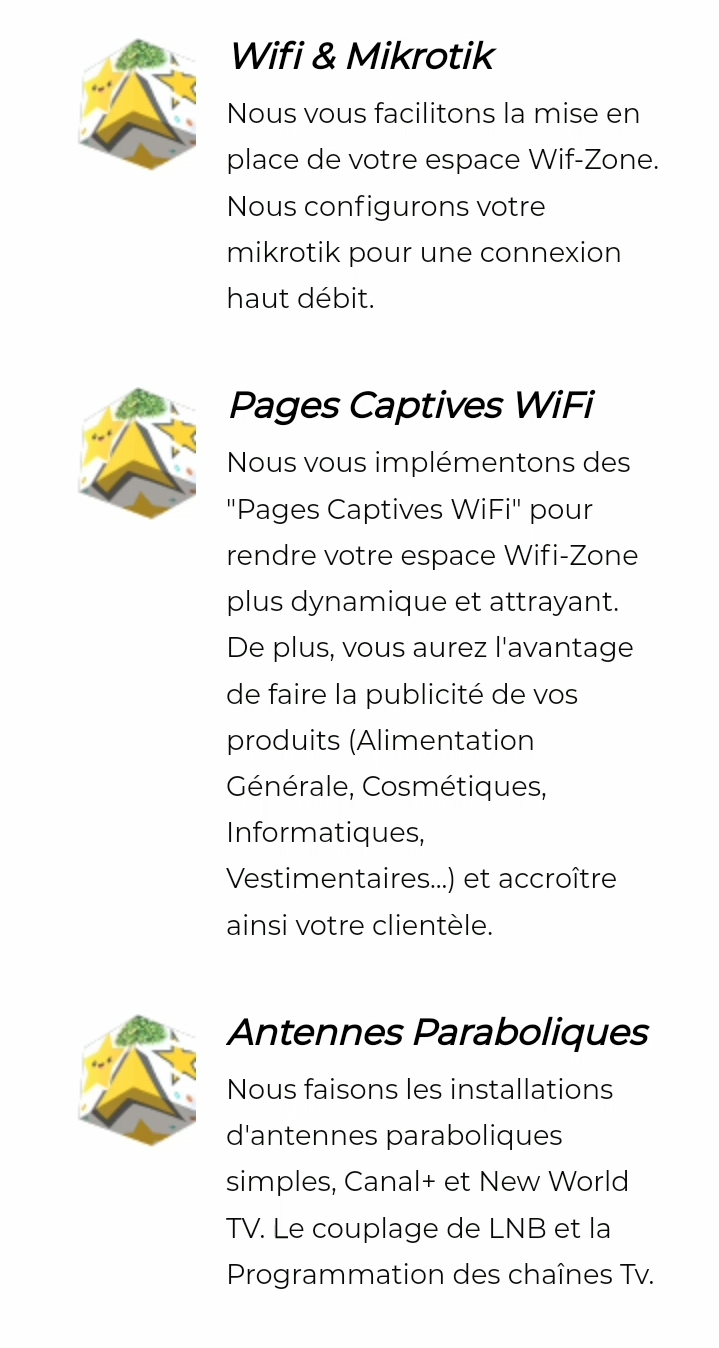 Wifi & Mikrotik
Nous vous facilitons la mise en
place de votre espace Wif-Zone.
Nous configurons votre
mikrotik pour une connexion
haut débit.
Pages Captives WiFi
Nous vous implémentons des
"Pages Captives WiFi" pour
rendre votre espace Wifi-Zone
plus dynamique et attrayant.
De plus, vous aurez l'avantage
de faire la publicité de vos
produits (Alimentation
Générale, Cosmétiques,
Informatiques,
Vestimentaires...) et accroître
ainsi votre clientèle.
Antennes Paraboliques
Nous faisons les installations
d'antennes paraboliques
simples, Canal+ et New World
TV. Le couplage de LNB et la
Programmation des chaînes Tv.